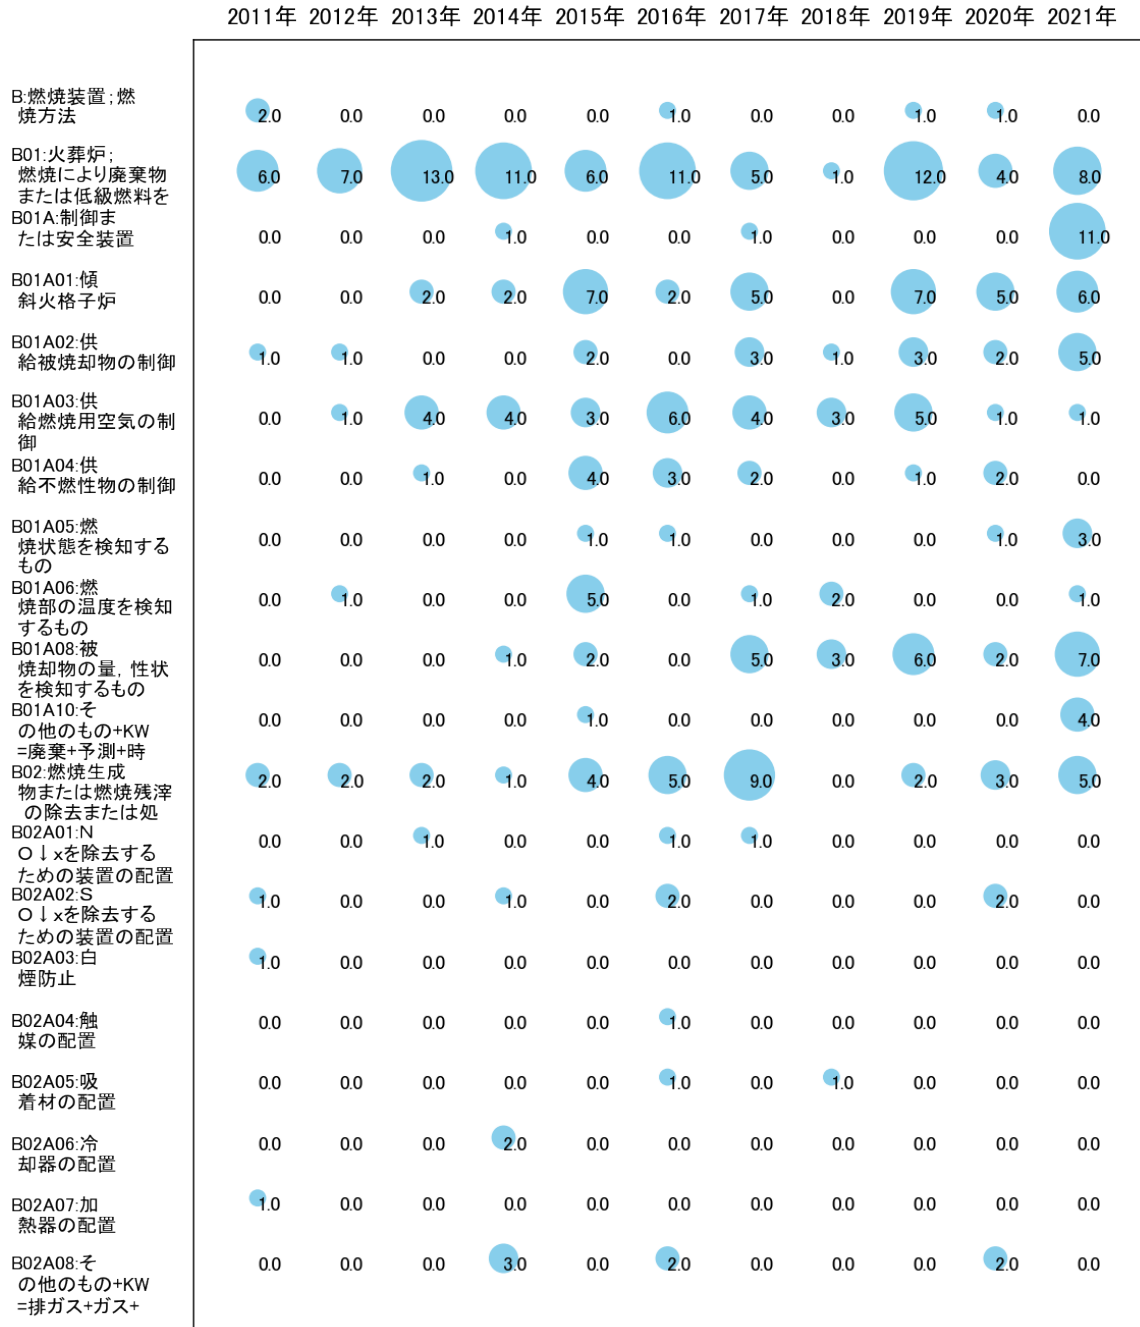 2011年 2012年 2013年 2014年 2015年 2016年 2017年 2018年 2019年 2020年 2021年
B:燃焼装置;燃
焼方法
2.0 0.0 0.0 0.0 0.0 1.0 0.0 0.0 1.0 1.0 0.0
B01:火葬炉;
燃焼により廃棄物
または低級燃料を
6.0 7.0 13.0 11.0 6.0 11.0 5.0 1.0 12.0 4.0 8.0
B01A:制御ま
たは安全装置
0.0 0.0 0.0 1.0 0.0 0.0 1.0 0.0 0.0 0.0 11.0
B01A01:傾
斜火格子炉
0.0 0.0 2.0 2.0 7.0 2.0 5.0 0.0 7.0 5.0 6.0
B01A02:供
給被焼却物の制御
1.0 1.0 0.0 0.0 2.0 0.0 3.0 1.0 3.0 2.0 5.0
B01A03:供
給燃焼用空気の制
御
0.0 1.0 4.0 4.0 3.0 6.0 4.0 3.0 5.0 1.0 1.0
B01A04:供
給不燃性物の制御
0.0 0.0 1.0 0.0 4.0 3.0 2.0 0.0 1.0 2.0 0.0
B01A05:燃
焼状態を検知する
もの
0.0 0.0 0.0 0.0 1.0 1.0 0.0 0.0 0.0 1.0 3.0
B01A06:燃
焼部の温度を検知
するもの
0.0 1.0 0.0 0.0 5.0 0.0 1.0 2.0 0.0 0.0 1.0
B01A08:被
焼却物の量,性状
を検知するもの
0.0 0.0 0.0 1.0 2.0 0.0 5.0 3.0 6.0 2.0 7.0
B01A10:そ
の他のもの+KW
=廃棄+予測+時
0.0 0.0 0.0 0.0 1.0 0.0 0.0 0.0 0.0 0.0 4.0
B02:燃焼生成
物または燃焼残滓
の除去または処
2.0 2.0 2.0 1.0 4.0 5.0 9.0 0.0 2.0 3.0 5.0
B02A01:N
O↓xを除去する
ための装置の配置
0.0 0.0 1.0 0.0 0.0 1.0 1.0 0.0 0.0 0.0 0.0
B02A02:S
O↓xを除去する
ための装置の配置
1.0 0.0 0.0 1.0 0.0 2.0 0.0 0.0 0.0 2.0 0.0
B02A03:白
煙防止
1.0 0.0 0.0 0.0 0.0 0.0 0.0 0.0 0.0 0.0 0.0
B02A04:触
媒の配置
0.0 0.0 0.0 0.0 0.0 1.0 0.0 0.0 0.0 0.0 0.0
B02A05:吸
着材の配置
0.0 0.0 0.0 0.0 0.0 1.0 0.0 1.0 0.0 0.0 0.0
B02A06:冷
却器の配置
0.0 0.0 0.0 2.0 0.0 0.0 0.0 0.0 0.0 0.0 0.0
B02A07:加
熱器の配置
1.0 0.0 0.0 0.0 0.0 0.0 0.0 0.0 0.0 0.0 0.0
B02A08:そ
の他のもの+KW
=排ガス+ガス+
0.0 0.0 0.0 3.0 0.0 2.0 0.0 0.0 0.0 2.0 0.0